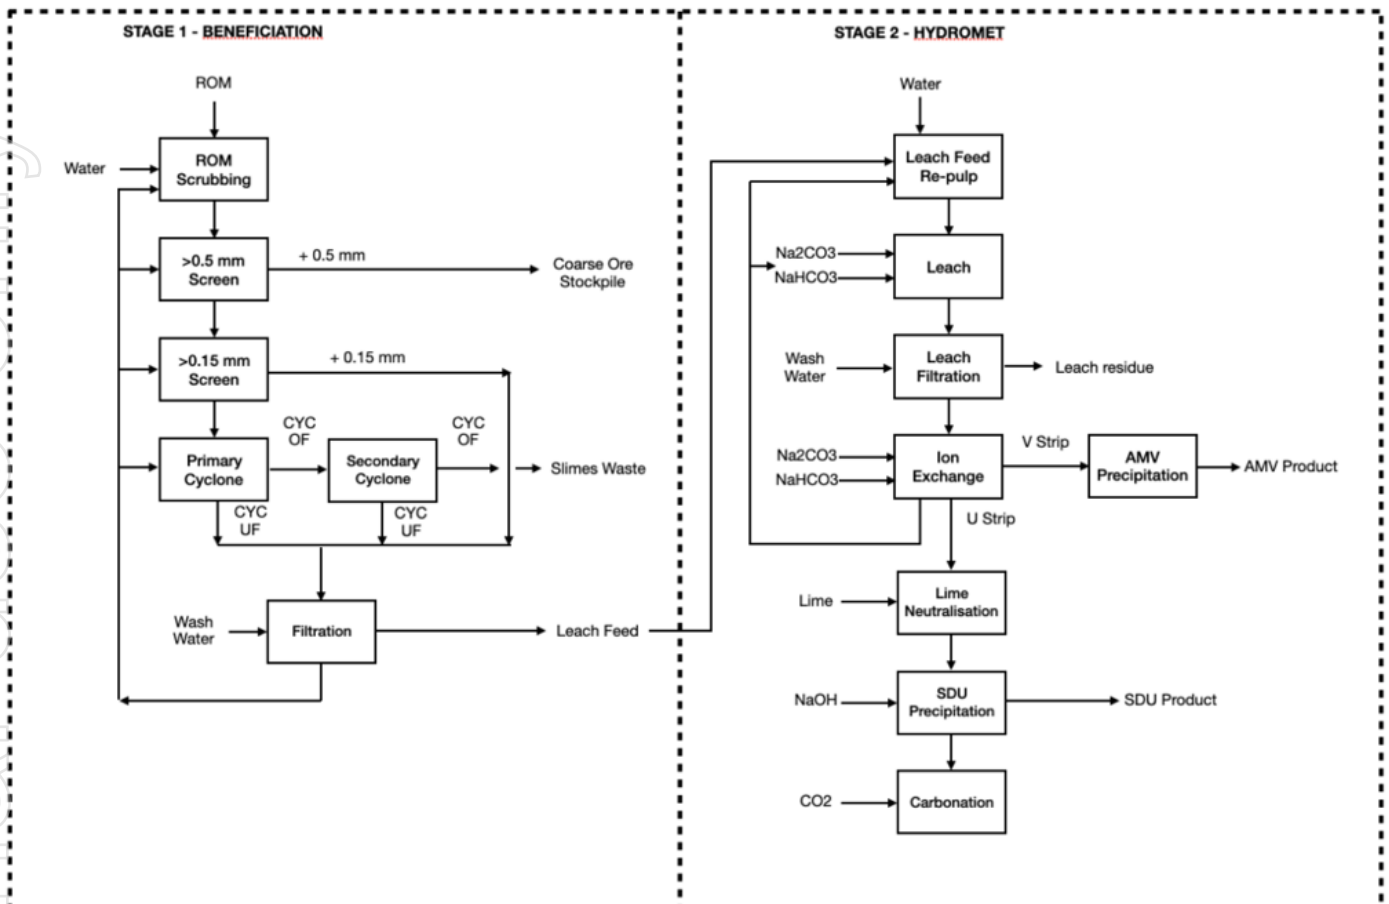 STAGE 1 - BENEFICIATION
ROM
Water
ROM
Scrubbing
>0.5 mm
Screen
+ 0.5 mm
Coarse Ore
Stockpile
>0.15 mm
Screen
+ 0.15 mm
CYC
OF
CYC
OF
Primary
Cyclone
Secondary
Cyclone
Slimes Waste
CYC
UF
CYC
UF
Wash
Water
Filtration
Leach Feed
STAGE 2 - HYDROMET
Water
Leach Feed
Re-pulp
Na2CO3
NaHCO3
Leach
Wash
Water
Leach
Filtration
Leach residue
Na2CO3
NaHCO3
Ion
Exchange
V Strip
AMV
Precipitation
AMV Product
U Strip
Lime
Lime
Neutralisation
NaOH
SDU
Precipitation
SDU Product
CO2
Carbonation